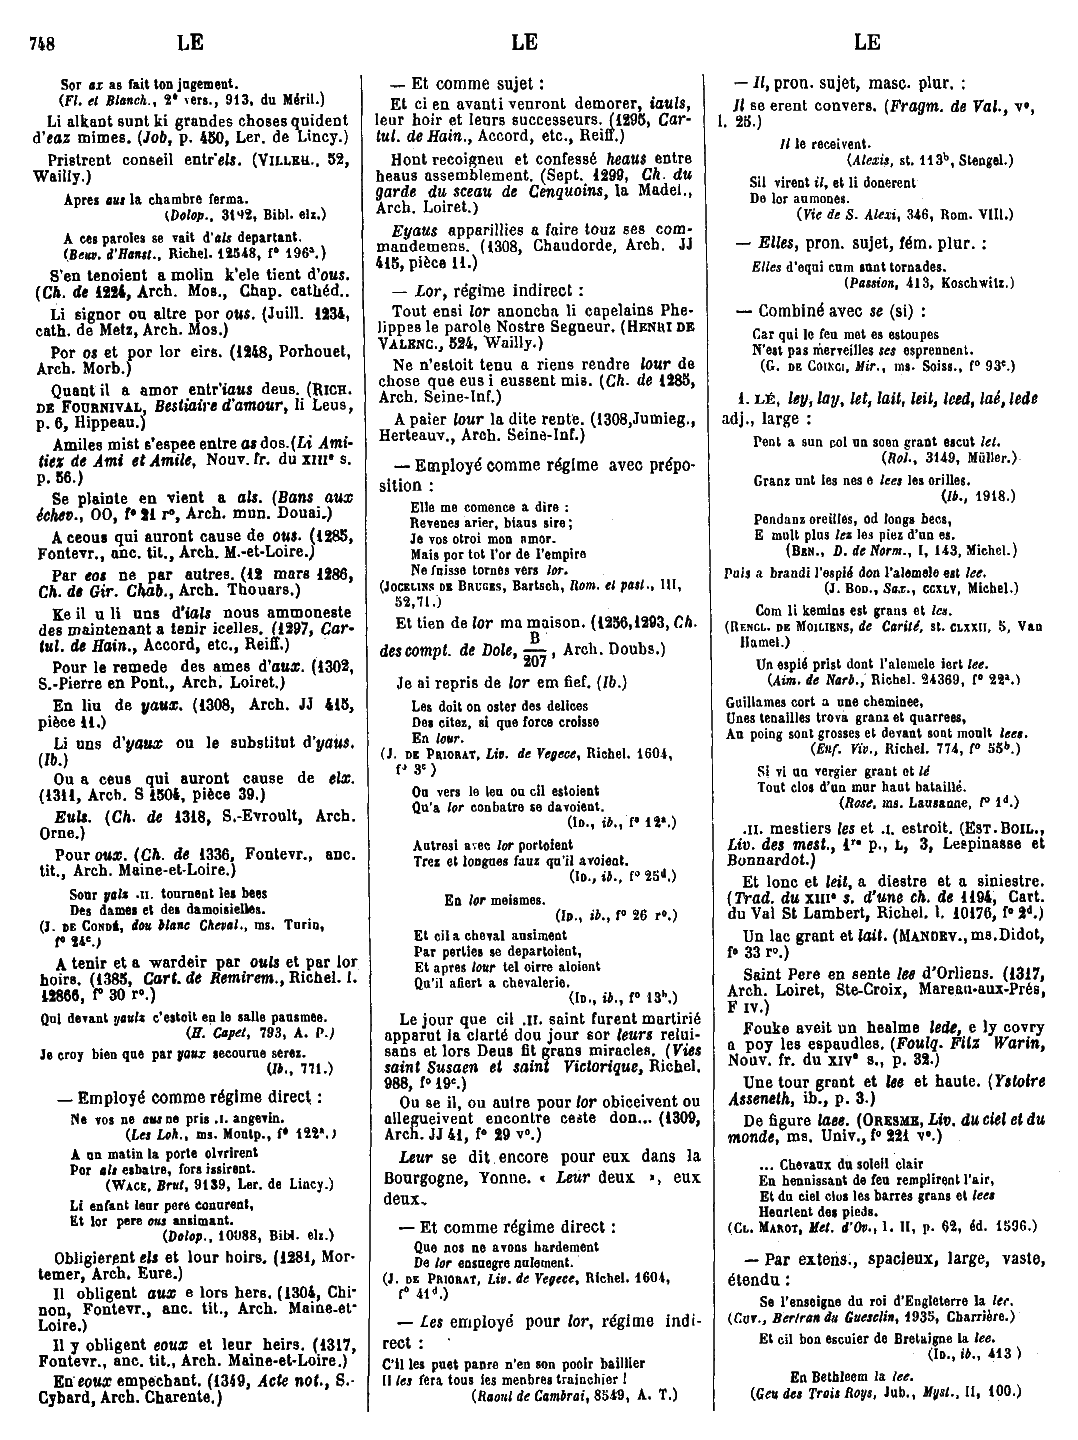 748 LE LE LE
Sor az as fait ton jugement.
(Fl. et Blanch., 2e vers., 913, du Méril.)
Li alkant sunt ki grandes choses quident
d'eaz mimes. (Job, p. 450, Ler. de Lincy.)
Pristrent conseil entr'els. (VILLEH., 52,
Wailly.)
Apres aus la chambre ferma.
(Dolop., 3142, Bibl. elz.)
A ces paroles se vait d'als departant.
(Beuv. d'Hanst., Richel. 12548, fo 196a.)
S'en tenoient a molin k'ele tient d'ous.
(Ch. de 1224, Arch. Mos., Chap. cathéd..
Li signor ou altre por ous. (Juill. 1234,
cath. de Metz, Arch. Mos.)
Por os et por lor eirs. (1248, Porhouet,
Arch. Morb.)
Quant il a amor entr'iaus deus. (RICH.
DE FOURNIVAL, Bestiaire d'amour, li Leus,
p. 6, Hippeau.)
Amiles mist s'espee entre as dos. (Li Ami-
tiez de Ami et Amile, Nouv. fr. du XIIIe s.
p. 56.)
Se plainte en vient a als. (Bans aux
échev., OO, fo 21 ro, Arch. mun. Douai.)
A ceous qui auront cause de ous. (1285,
Fontevr., anc. tit., Arch. M.-et-Loire.)
Par eos ne par autres. (12 mars 1286,
Ch. de Gir. Chab., Arch. Thouars.)
Ke il u li uns d'ials nous ammoneste
des maintenant a tenir icelles. (1297, Car-
tul. de Hain., Accord, etc., Reiff.)
Pour le remede des ames d'aux. (1302,
S.-Pierre en Pont., Arch. Loiret.)
En liu de yaux. (1308, Arch. JJ 415,
pièce 11.)
Li uns d'yaux ou le substitut d'yaus.
(Ib.)
Ou a ceus qui auront cause de elx.
(1311, Arch. S 1504, pièce 39.)
Euls. (Ch. de 1318, S.-Evroult, Arch.
Orne.)
Pour oux. (Ch. de 1336, Fontevr., anc.
tit., Arch. Maine-et-Loire.)
Sour yals .II. tournent les bees
Des dames et des damoisielles.
(J. DE CONDÉ, dou blanc Cheval., ms. Turin,
fo 24c.)
A tenir et a wardeir par ouls et par lor
hoirs. (1385, Cart. de Remirem., Richel. l.
12866, fo 30 ro.)
Qui devant yaulx c'estoit en le salle pausmee.
(H. Capet, 793, A. P.)
Je croy bien que par yaux secourus serez.
(Ib., 771.)
— Employé comme régime direct :
Ne vos ne aus ne pris .I. angevin.
(Les Loh., ms. Montp., fo 122a.)
A un matin la porte olvrirent
Por als esbatre, fors issirent.
(WACE, Brut, 9139, Ler. de Lincy.)
Li enfant leur pere conurent,
Et lor pere ous ansimant.
(Dolop., 10088, Bibl. elz.)
Obligierent els et lour hoirs. (1281, Mor-
temer, Arch. Eure.)
Il obligent aux e lors hers. (1304, Chi-
non, Fontevr., anc. tit., Arch. Maine-et-
Loire.)
Il y obligent eoux et leur heirs. (1317,
Fontevr., anc. tit., Arch. Maine-et-Loire.)
En eoux empechant. (1349, Acte not., S.-
Cybard, Arch. Charente.)
— Et comme sujet :
Et ci en avanti venront demorer, iauls,
leur hoir et leurs successeurs. (1295, Car-
tul. de Hain., Accord, etc., Reiff.)
Hont recoigneu et confessé heaus entre
heaus assemblement. (Sept. 1299, Ch. du
garde du sceau de Cenquoins, la Madel.,
Arch. Loiret.)
Eyaus apparillies a faire touz ses com-
mandemens. (1308, Chaudorde, Arch. JJ
415, pièce 11.)
— Lor, régime indirect :
Tout ensi lor anoncha li capelains Phe-
lippes le parole Nostre Segneur. (HENRI DE
VALENC., 524, Wailly.)
Ne n'estoit tenu a riens rendre lour de
chose que eus i eussent mis. (Ch. de 1285,
Arch. Seine-Inf.)
A paier lour la dite rente. (1308, Jumieg.,
Herteauv., Arch. Seine-Inf.)
— Employé comme régime avec prépo-
sition :
Elle me comence a dire :
Revenes arier, biaus sire ;
Je vos otroi mon amor.
Mais por tot l'or de l'empire
Ne fuisse tornes vers lor.
(JOCELINS DE BRUGES, Bartsch, Rom. et past., III,
52,71.)
Et tien de lor ma maison. (1256, 1293, Ch.
des compt. de Dole, B/207, Arch. Doubs.)
Je ai repris de lor em fief. (Ib.)
Les doit on oster des delices
Des citez, si que force croisse
En lour.
(J. DE PRIORAT, Liv. de Vegece, Richel. 1604,
fo 3c)
Ou vers le leu ou cil estoient
Qu'a lor conbatre se davoient.
(ID., ib., fo 12a.)
Autresi avec lor portoient
Trez et longues fauz qu'il avoient.
(ID., ib., fo 25d.)
En lor meismes.
(ID., ib., fo 26 ro.)
Et cil a cheval ausiment
Par perties se departoient,
Et apres lour tel oirre aloient
Qu'il afiert a chevalerie.
(ID., ib., fo 13b.)
Le jour que cil .II. saint furent martirié
apparut la clarté dou jour sor leurs relui-
sans et lors Deus fit grans miracles. (Vies
saint Susaen et saint Victorique, Richel.
988, fo 19c.)
Ou se il, ou autre pour lor obiceivent ou
allegueivent encontre ceste don... (1309,
Arch. JJ 41, fo 29 vo.)
Leur se dit encore pour eux dans la
Bourgogne, Yonne. « Leur deux », eux
deux.
— Et comme régime direct :
Que nos ne avons hardement
De lor ensuegre nulement.
(J. DE PRIORAT, Liv. de Vegece, Richel. 1604,
fo 41d.)
— Les employé pour lor, régime indi-
rect :
C'il les puet panre n'en son pooir baillier
Il les fera tous les menbres trainchier !
(Raoul de Cambrai, 8549, A. T.)
— Il, pron. sujet, masc. plur. :
Il se erent convers. (Fragm. de Val., vo,
l. 25.)
Il le receivent.
(Alexis, st. 113b, Stengel.)
Sil virent il, et li donerent
De lor aumones.
(Vie de S. Alexi, 346, Rom. VIII.)
— Elles, pron. sujet, fém. plur. :
Elles d'equi cum sunt tornades.
(Passion, 413, Koschwitz.)
— Combiné avec se (si) :
Car qui le feu met es estoupes
N'est pas merveilles ses esprennent.
(G. DE COINCI, Mir., ms. Soiss., fo 93c.)
1. LÉ, ley, lay, let, lait, leit, lced, laé, lede
adj., large :
Pent a sun col un soen grant escut let.
(Rol., 3149, Müller.)
Granz unt les nes e lees les orilles.
(Ib., 1918.)
Pendanz oreilles, od longs becs,
E mult plus lez les piez d'un es.
(BEN., D. de Norm., I, 143, Michel.)
Puis a brandi l'espié don l'alemele est lee.
(J. BOD., Sax., CCXLV, Michel.)
Com li kemins est grans et les.
(RENCL. DE MOILIENS, de Carité, st. CLXXII, 5, Van
Hamel.)
Un espié prist dont l'alemele iert lee.
(Aim. de Narb., Richel. 24369, fo 22a.)
Guillames cort a une cheminee,
Unes tenailles trova granz et quarrees,
Au poing sont grosses et devant sont moult lees.
(Enf. Viv., Richel. 774, fo 55b.)
Si vi un vergier grant et lé
Tout clos d'un mur haut bataillé.
(Rose, ms. Lausanne, fo 1d.)
.II. mestiers les et .I. estroit. (EST. BOIL.,
Liv. des mest., 1re p., L, 3, Lespinasse et
Bonnardot.)
Et lonc et leit, a diestre et a siniestre.
(Trad. du XIIIe s. d'une ch. de 1194, Cart.
du Val St Lambert, Richel. l. 10176, fo 2d.)
Un lac grant et lait. (MANDEV., ms. Didot,
fo 33 ro.)
Saint Pere en sente lee d'Orliens. (1317,
Arch. Loiret, Ste-Croix, Mareau-aux-Prés,
F IV.)
Fouke aveit un healme lede, e ly covry
a poy les espaudles. (Foulq. Fitz Warin,
Nouv. fr. du XIVe s., p. 32.)
Une tour grant et lee et haute. (Ystoire
Asseneth, ib., p. 3.)
De figure laee. (ORESME, Liv. du ciel et du
monde, ms. Univ., fo 221 vo.)
... Chevaux du soleil clair
En hennissant de feu remplirent l'air,
Et du ciel clos les barres grans et lees
Heurtent des pieds.
(CL. MAROT, Met. d'Ov., l. II, p. 62, éd. 1596.)
— Par extens., spacieux, large, vaste,
étendu :
Se l'enseigne du roi d'Engleterre la lee.
(CUV., Bertran du Guesclin, 1935, Charrière.)
Et cil bon escuier de Bretaigne la lee.
(ID., ib., 413)
En Bethleem la lee.
(Geu des Trois Roys, Jub., Myst., II, 100.)